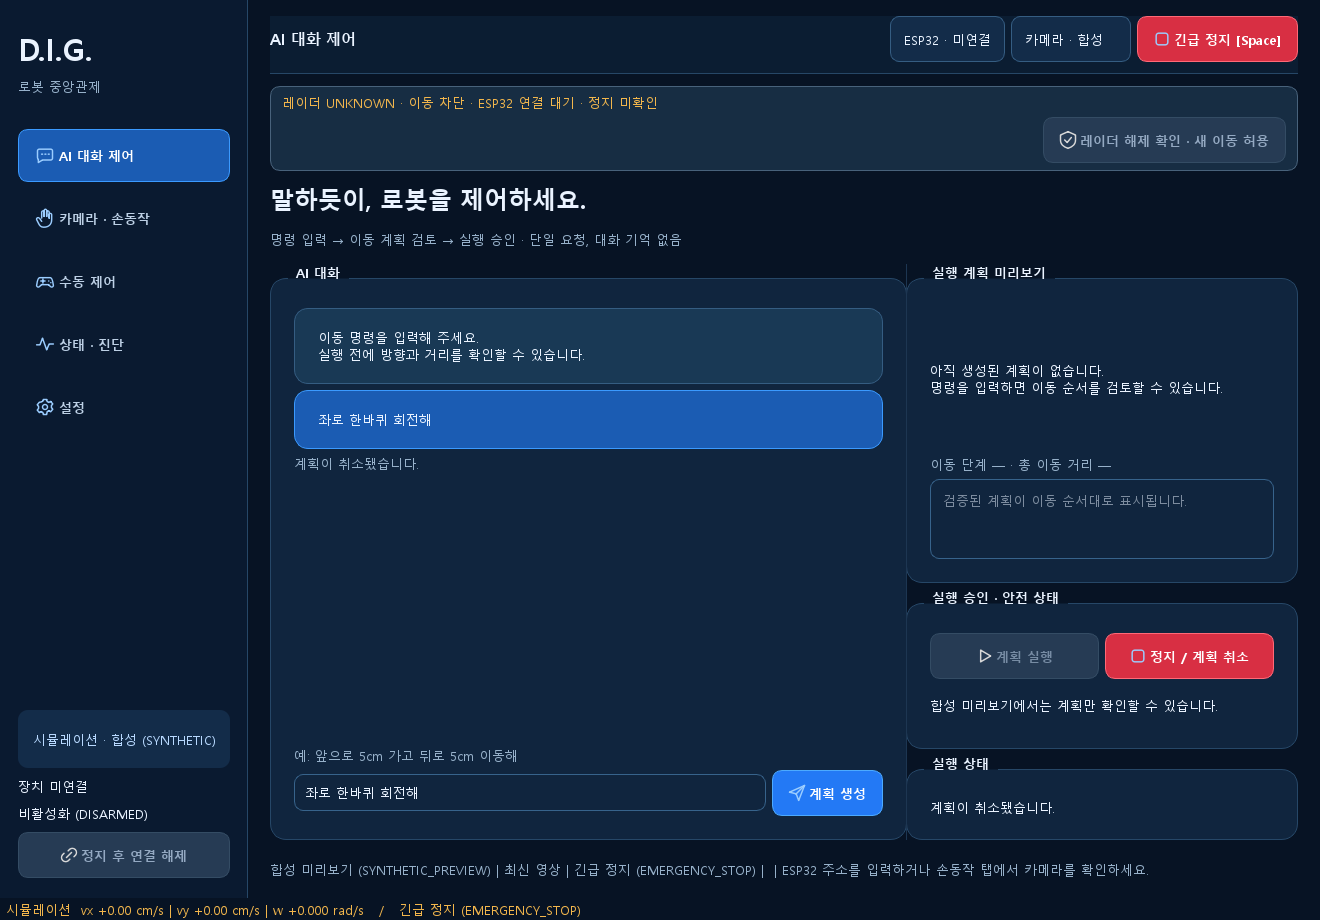 D.I.G.
로봇 중앙관제
AI 대화 제어
카메라 · 손동작
수동 제어
상태 · 진단
설정
시뮬레이션 · 합성 (SYNTHETIC)
장치 미연결
비활성화 (DISARMED)
정지 후 연결 해제
AI 대화 제어
ESP32 · 미연결
카메라 · 합성
긴급 정지 [Space]
레이더 UNKNOWN · 이동 차단 · ESP32 연결 대기 · 정지 미확인
레이더 해제 확인 · 새 이동 허용
말하듯이, 로봇을 제어하세요.
명령 입력 → 이동 계획 검토 → 실행 승인 · 단일 요청, 대화 기억 없음
AI 대화
이동 명령을 입력해 주세요.
실행 전에 방향과 거리를 확인할 수 있습니다.
좌로 한바퀴 회전해
계획이 취소됐습니다.
예: 앞으로 5cm 가고 뒤로 5cm 이동해
좌로 한바퀴 회전해
계획 생성
실행 계획 미리보기
아직 생성된 계획이 없습니다.
명령을 입력하면 이동 순서를 검토할 수 있습니다.
이동 단계 — · 총 이동 거리 —
검증된 계획이 이동 순서대로 표시됩니다.
실행 승인 · 안전 상태
계획 실행
정지 / 계획 취소
합성 미리보기에서는 계획만 확인할 수 있습니다.
실행 상태
계획이 취소됐습니다.
합성 미리보기 (SYNTHETIC_PREVIEW) | 최신 영상 | 긴급 정지 (EMERGENCY_STOP) | | ESP32 주소를 입력하거나 손동작 탭에서 카메라를 확인하세요.
시뮬레이션 vx +0.00 cm/s | vy +0.00 cm/s | w +0.000 rad/s / 긴급 정지 (EMERGENCY_STOP)